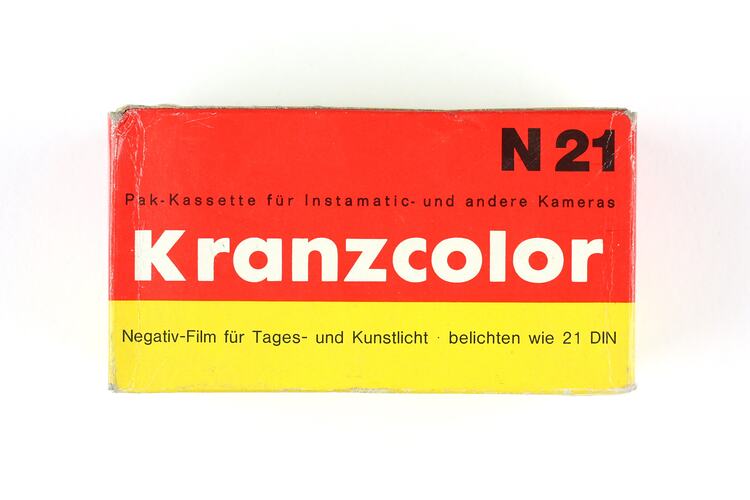 N 21
Pak-Kassette für Instamatic- und andere Kameras
Kranzcolor
Negativ-Film für Tages- und Kunstlicht · belichten wie 21 DIN